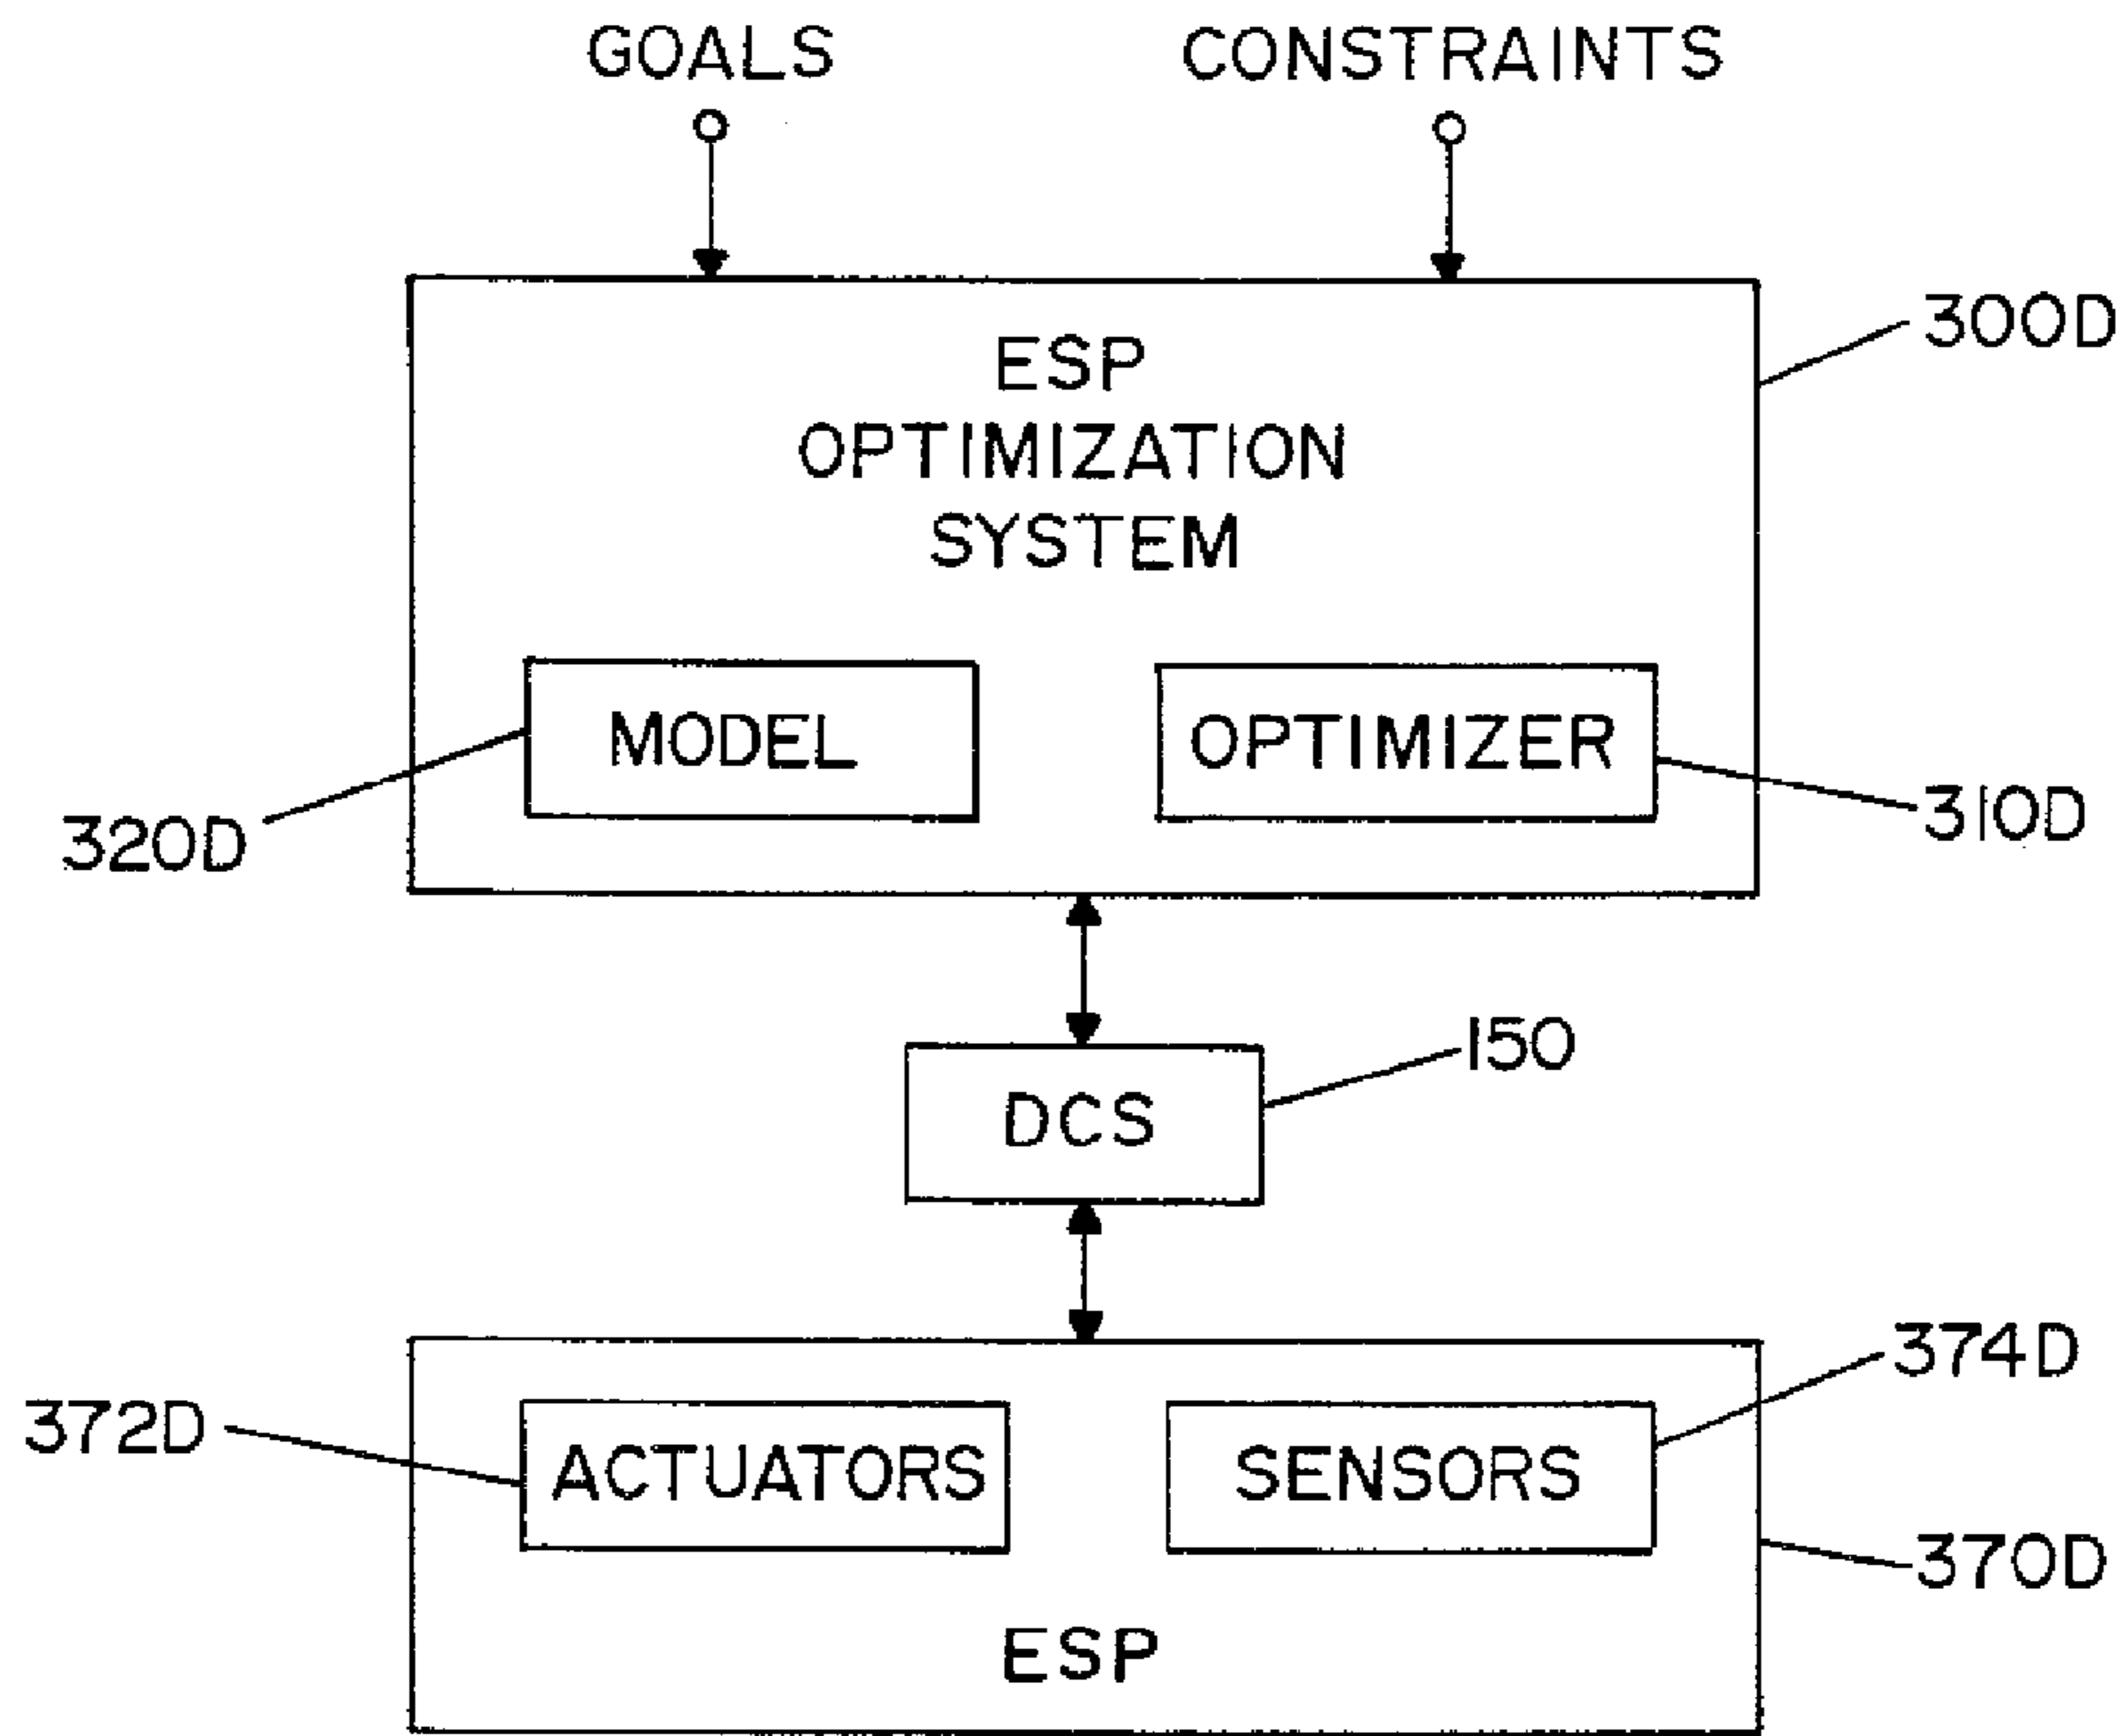 GOALS
CONSTRAINTS
300D
ESP
OPTIMIZATION
SYSTEM
MODEL
OPTIMIZER
320D
310D
150
DCS
374D
372D
ACTUATORS
SENSORS
370D
ESP